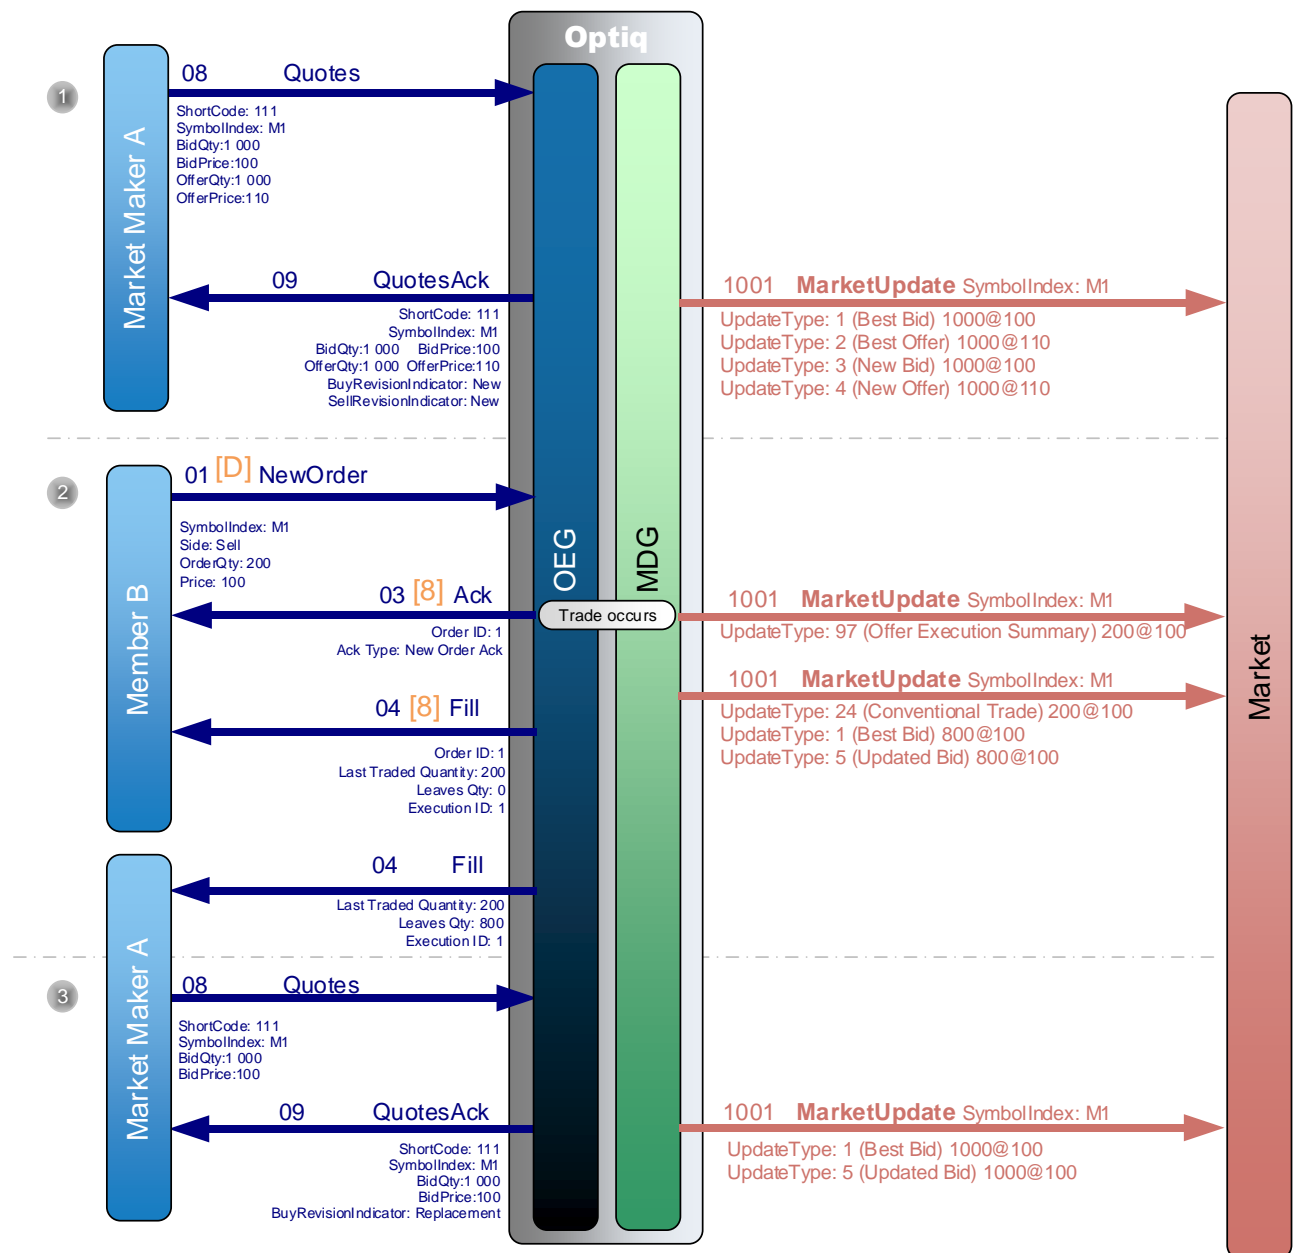 Optiq
1
Market Maker A
08 Quotes
ShortCode: 111
SymbolIndex: M1
BidQty:1 000
BidPrice:100
OfferQty:1 000
OfferPrice:110
09 QuotesAck
ShortCode: 111
SymbolIndex: M1
BidQty:1 000 BidPrice:100
OfferQty:1 000 OfferPrice:110
BuyRevisionIndicator: New
SellRevisionIndicator: New
1001 MarketUpdate SymbolIndex: M1
UpdateType: 1 (Best Bid) 1000@100
UpdateType: 2 (Best Offer) 1000@110
UpdateType: 3 (New Bid) 1000@100
UpdateType: 4 (New Offer) 1000@110
OEG
MDG
Market
2
Member B
01 [D] NewOrder
SymbolIndex: M1
Side: Sell
OrderQty: 200
Price: 100
03 [8] Ack
Order ID: 1
Ack Type: New Order Ack
Trade occurs
1001 MarketUpdate SymbolIndex: M1
UpdateType: 97 (Offer Execution Summary) 200@100
04 [8] Fill
Order ID: 1
Last Traded Quantity: 200
Leaves Qty: 0
Execution ID: 1
1001 MarketUpdate SymbolIndex: M1
UpdateType: 24 (Conventional Trade) 200@100
UpdateType: 1 (Best Bid) 800@100
UpdateType: 5 (Updated Bid) 800@100
Market Maker A
04 Fill
Last Traded Quantity: 200
Leaves Qty: 800
Execution ID: 1
3
08 Quotes
ShortCode: 111
SymbolIndex: M1
BidQty:1 000
BidPrice:100
09 QuotesAck
ShortCode: 111
SymbolIndex: M1
BidQty:1 000
BidPrice:100
BuyRevisionIndicator: Replacement
1001 MarketUpdate SymbolIndex: M1
UpdateType: 1 (Best Bid) 1000@100
UpdateType: 5 (Updated Bid) 1000@100